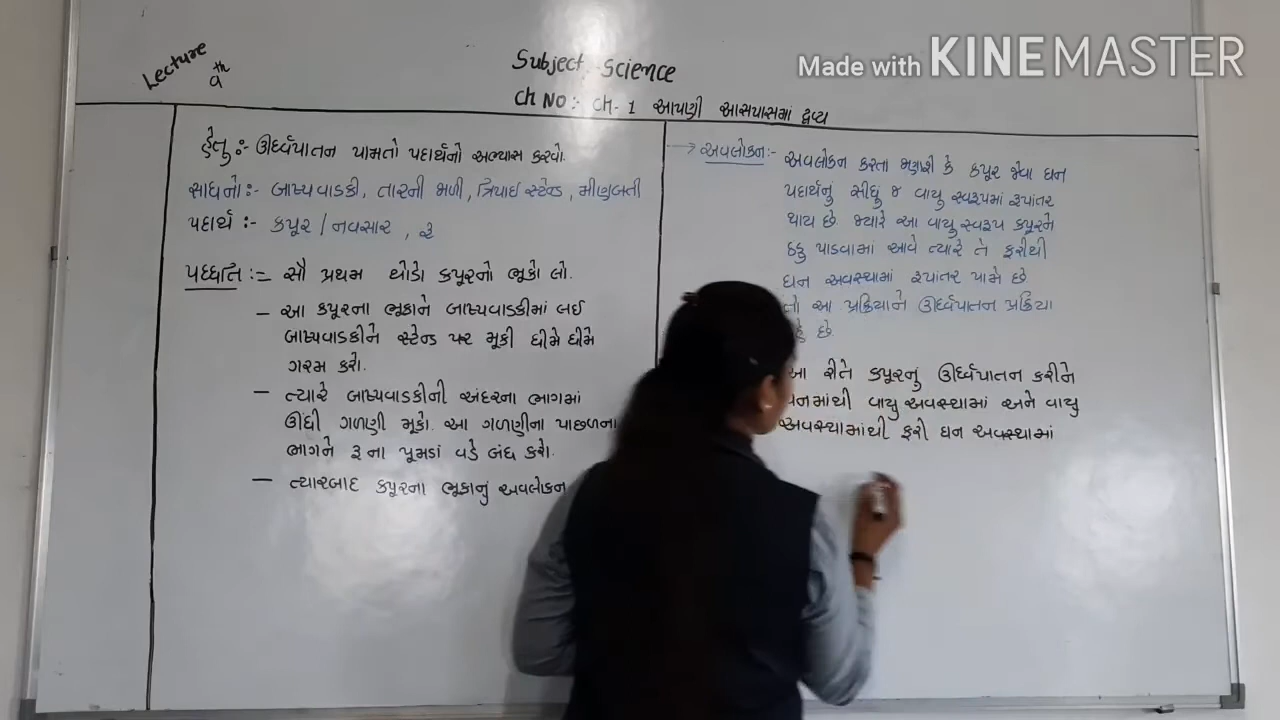 Lecture
9th
Subject - Science
Made with KINEMASTER
Ch No:- Ch-1 આપણી આસપાસમાં દ્રવ્ય
હેતુ :- ઊર્ધ્વપાતન પામતો પદાર્થનો અભ્યાસ કરવો.
સાધનો :- બાષ્પવાડકી, તારની જાળી, ત્રિપાઈ સ્ટેન્ડ, મીણબત્તી
પદાર્થ :- કપૂર / નવસાર, રૂ
પદ્ધતિ := સૌ પ્રથમ થોડો કપૂરનો ભૂકો લો.
– આ કપૂરના ભૂકાને બાષ્પવાડકીમાં લઈ
બાષ્પવાડકીને સ્ટેન્ડ પર મૂકી ધીમે ધીમે
ગરમ કરો.
– ત્યારે બાષ્પવાડકીની અંદરના ભાગમાં
ઊંધી ગળણી મૂકો. આ ગળણીના પાછળના
ભાગને રૂ ના પૂમડાં વડે બંધ કરો.
– ત્યારબાદ કપૂરના ભૂકાનું અવલોકન
→ અવલોકન:- અવલોકન કરતા જણાશે કે કપૂર જેવા ઘન
પદાર્થનું સીધુ જ વાયુ સ્વરૂપમાં રૂપાંતર
થાય છે. જ્યારે આ વાયુ સ્વરૂપ કપૂરને
ઠંડુ પાડવામાં આવે ત્યારે તે ફરીથી
ઘન અવસ્થામાં રૂપાંતર પામે છે
તો આ પ્રક્રિયાને ઊર્ધ્વપાતન પ્રક્રિયા
છે.
આ રીતે કપૂરનું ઊર્ધ્વપાતન કરીને
ઘનમાંથી વાયુ અવસ્થામાં અને વાયુ
અવસ્થામાંથી ફરી ઘન અવસ્થામાં